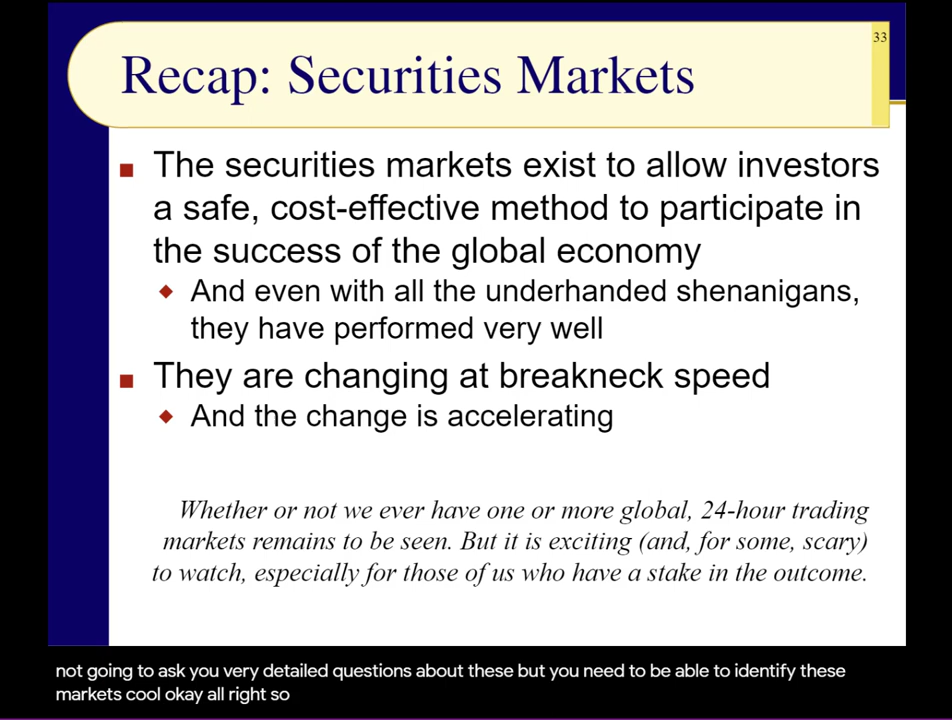 33
Recap: Securities Markets
The securities markets exist to allow investors
a safe, cost-effective method to participate in
the success of the global economy
And even with all the underhanded shenanigans,
they have performed very well
They are changing at breakneck speed
And the change is accelerating
Whether or not we ever have one or more global, 24-hour trading
markets remains to be seen. But it is exciting (and, for some, scary)
to watch, especially for those of us who have a stake in the outcome.
not going to ask you very detailed questions about these but you need to be able to identify these
markets cool okay all right so